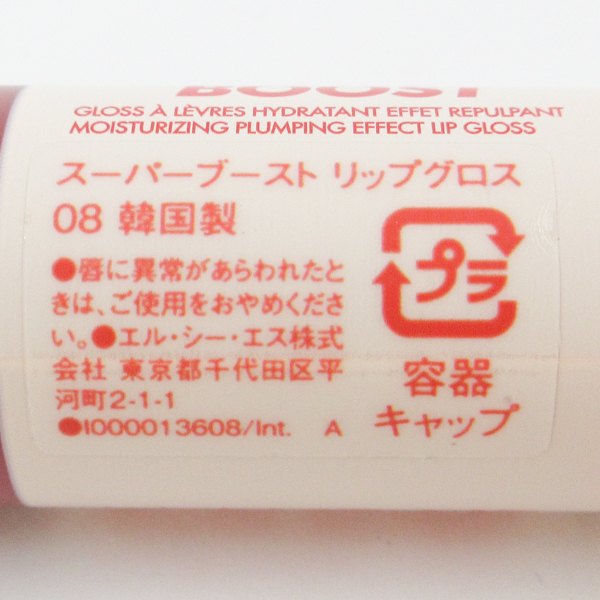 BOOST
GLOSS À LÈVRES HYDRATANT EFFET REPULPANT
MOISTURIZING PLUMPING EFFECT LIP GLOSS
スーパーブースト リップグロス
08 韓国製
●唇に異常があらわれたと
きは、ご使用をおやめくださ
い。●エル・シー・エス株式
会社 東京都千代田区平
河町2-1-1
●I000013608/Int. A
プラ
容器
キャップ